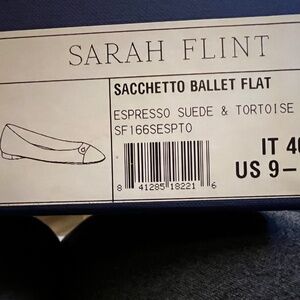 SARAH FLINT
SACCHETTO BALLET FLAT
ESPRESSO SUEDE & TORTOISE
SF166SESPTO
IT 40
US 9-
8 41285 18221 6